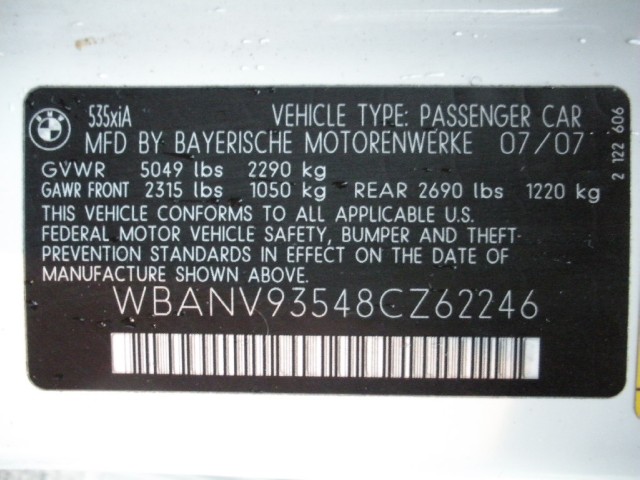 BMW
535xiA VEHICLE TYPE: PASSENGER CAR
MFD BY BAYERISCHE MOTORENWERKE 07/07
GVWR 5049 lbs 2290 kg
GAWR FRONT 2315 lbs 1050 kg REAR 2690 lbs 1220 kg
THIS VEHICLE CONFORMS TO ALL APPLICABLE U.S.
FEDERAL MOTOR VEHICLE SAFETY, BUMPER AND THEFT-
PREVENTION STANDARDS IN EFFECT ON THE DATE OF
MANUFACTURE SHOWN ABOVE.
WBANV93548CZ62246
2 122 606